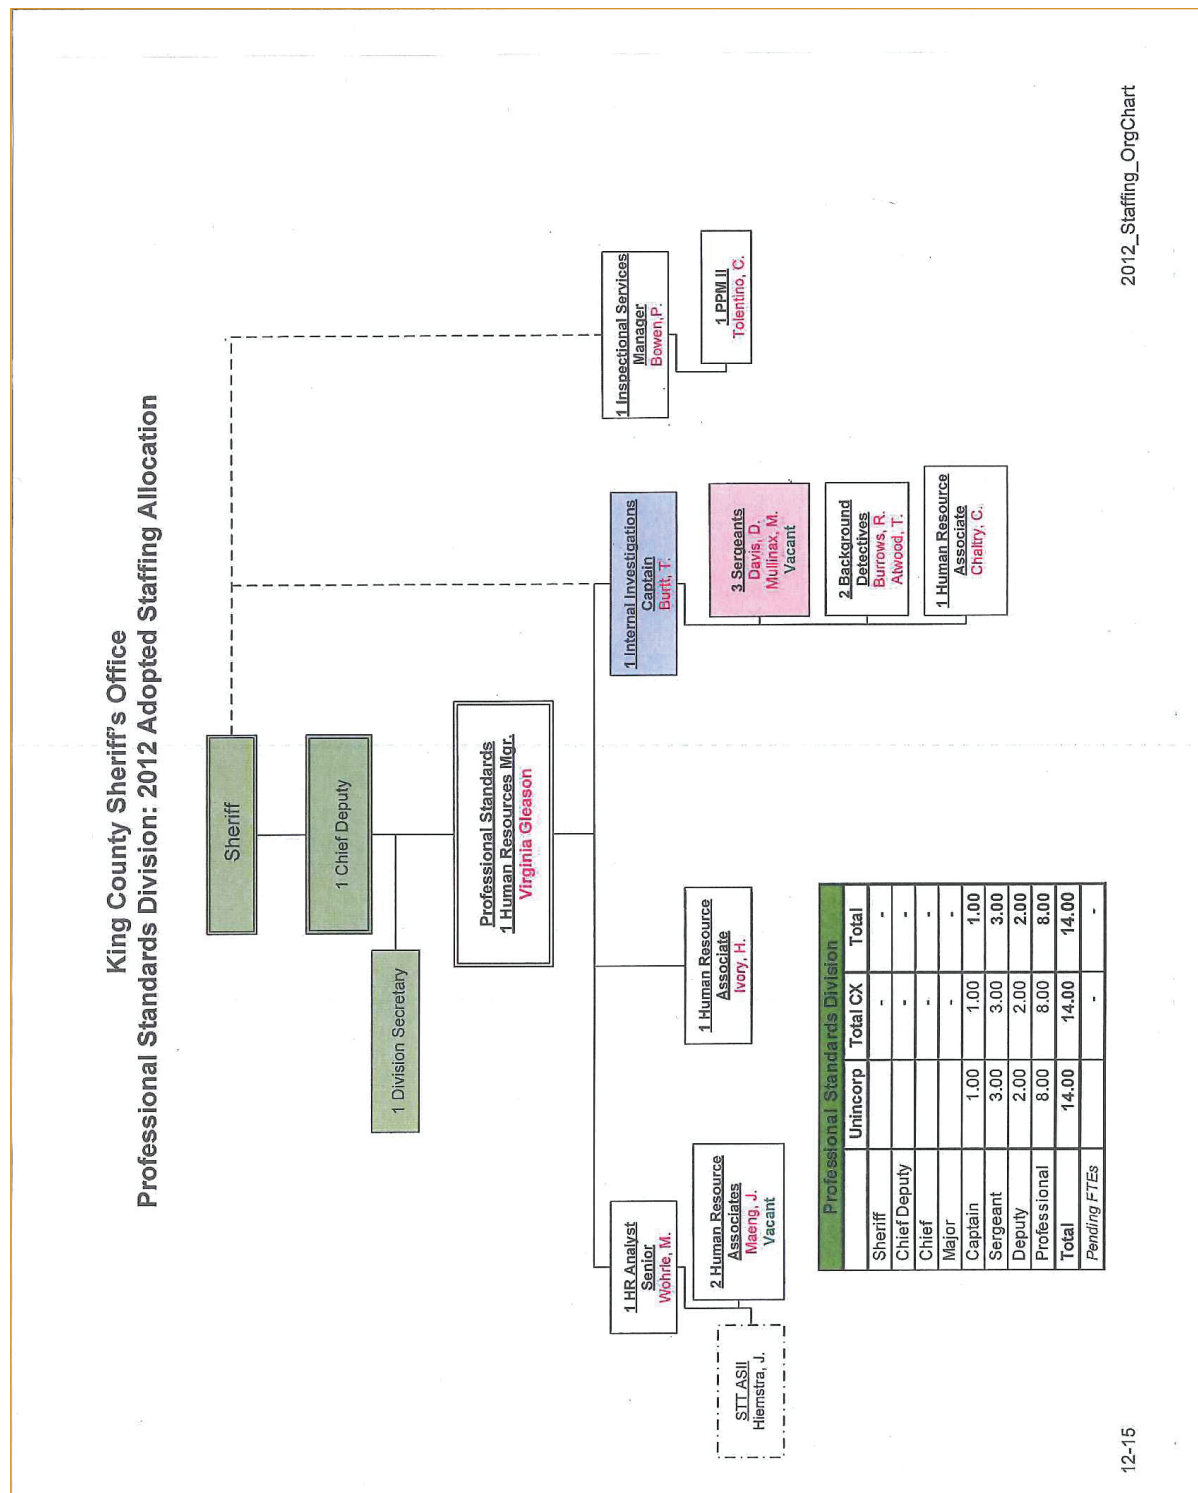 King County Sheriff's Office
Professional Standards Division: 2012 Adopted Staffing Allocation
Sheriff
1 Chief Deputy
1 Division Secretary
Professional Standards
1 Human Resources Mgr.
Virginia Gleason
1 HR Analyst
Senior
Wohrle, M.
2 Human Resource
Associates
Maeng, J.
Vacant
STT ASII
Hiemstra, J.
1 Human Resource
Associate
Ivory, H.
1 Internal Investigations
Captain
Burtt, T.
3 Sergeants
Davis, D.
Mullinax, M.
Vacant
2 Background
Detectives
Burrows, R.
Atwood, T.
1 Human Resource
Associate
Chaltry, C.
1 Inspectional Services
Manager
Bowen,P.
1 PPM II
Tolentino, C.
Professional Standards Division
Unincorp Total CX Total
Sheriff - -
Chief Deputy - -
Chief - -
Major - -
Captain 1.00 1.00 1.00
Sergeant 3.00 3.00 3.00
Deputy 2.00 2.00 2.00
Professional 8.00 8.00 8.00
Total 14.00 14.00 14.00
Pending FTEs - -
12-15
2012_Staffing_OrgChart